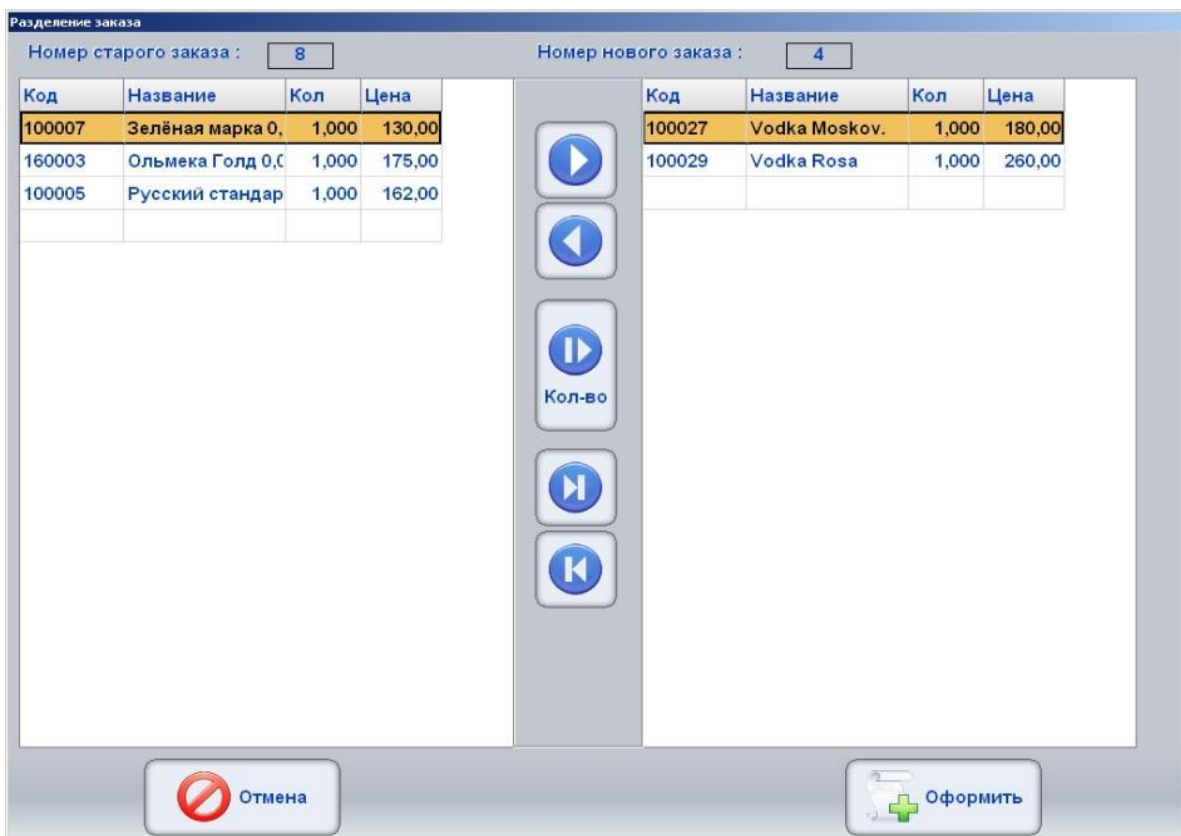 Разделение заказа
Номер старого заказа : 8
Номер нового заказа : 4
Код Название Кол Цена
100007 Зелёная марка 0, 1,000 130,00
160003 Ольмека Голд 0,0 1,000 175,00
100005 Русский стандар 1,000 162,00
Код Название Кол Цена
100027 Vodka Moskov. 1,000 180,00
100029 Vodka Rosa 1,000 260,00
Кол-во
Отмена
Оформить